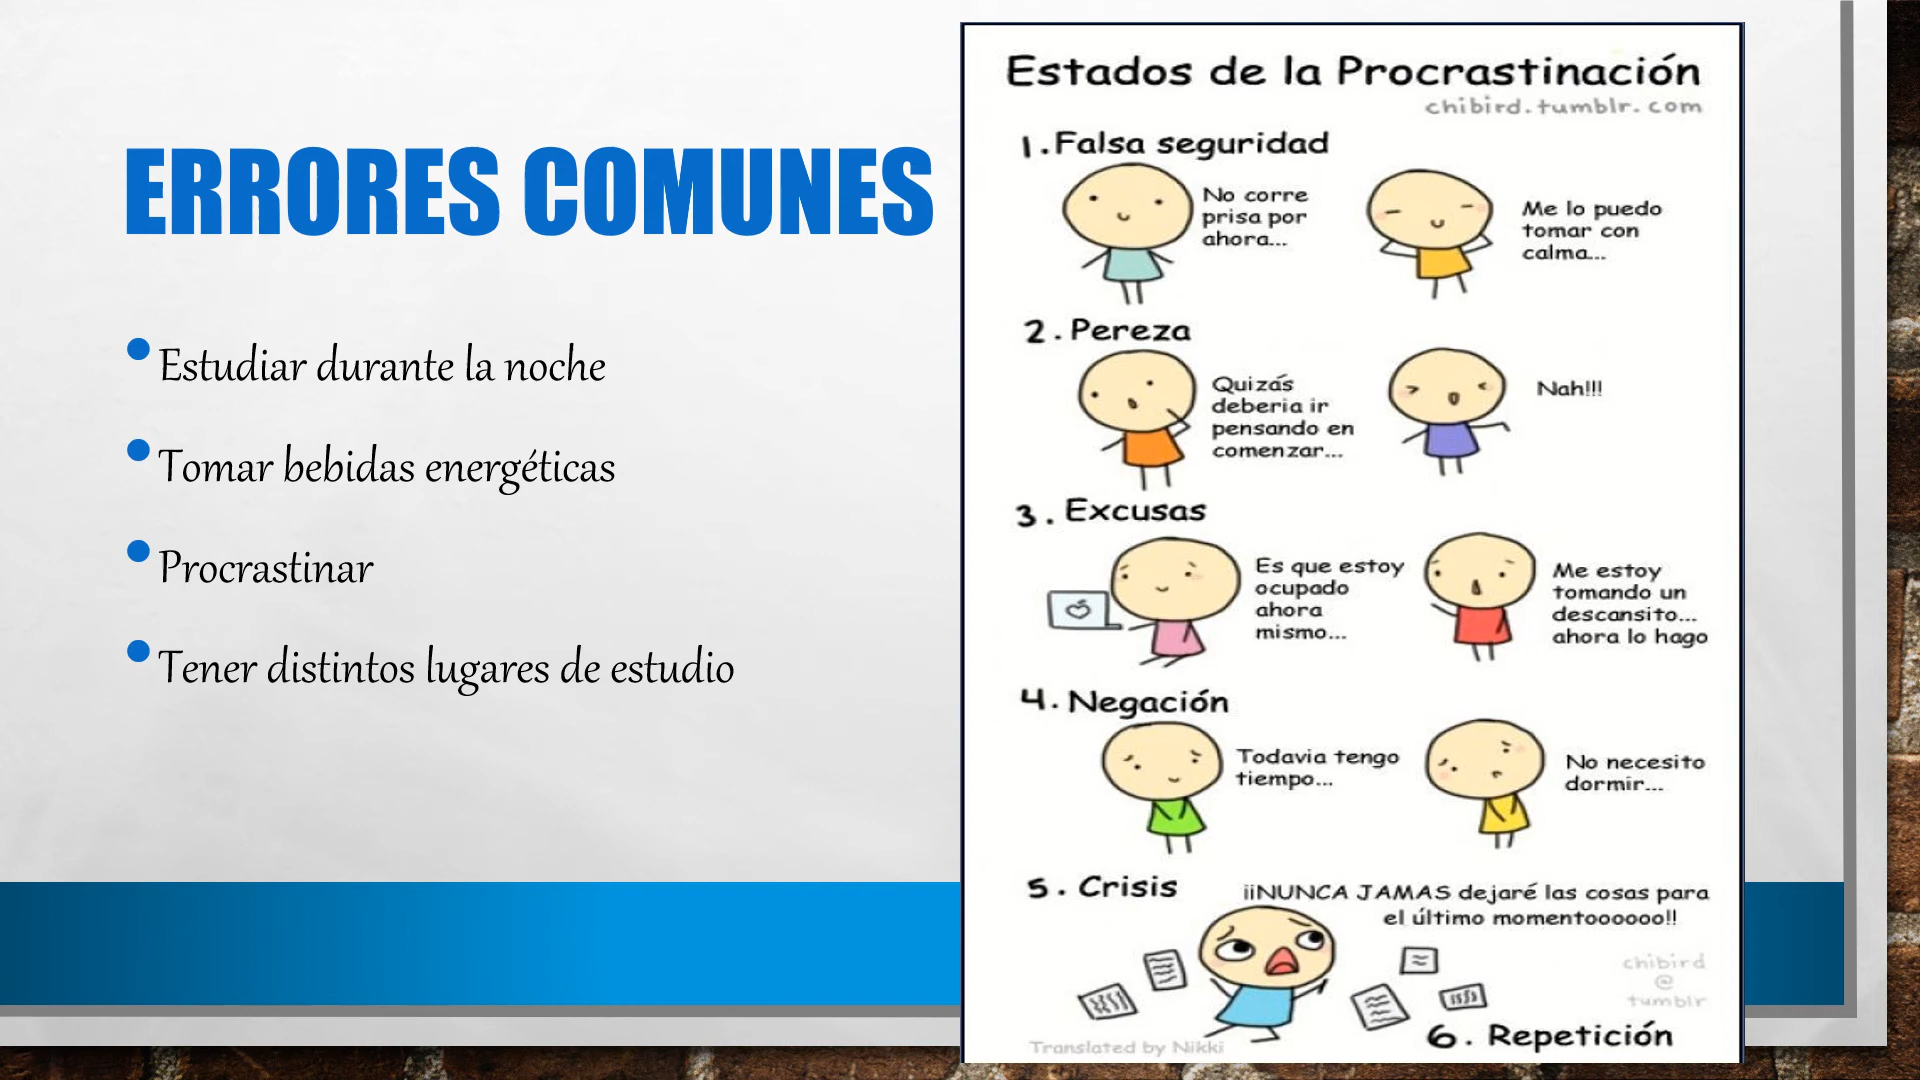 ERRORES COMUNES
Estudiar durante la noche
Tomar bebidas energéticas
Procrastinar
Tener distintos lugares de estudio
Estados de la Procrastinación
chibird.tumblr.com
1. Falsa seguridad
No corre
prisa por
ahora...
Me lo puedo
tomar con
calma...
2. Pereza
Quizás
deberia ir
pensando en
comenzar...
Nah!!!
3. Excusas
Es que estoy
ocupado
ahora
mismo...
Me estoy
tomando un
descansito...
ahora lo hago
4. Negación
Todavia tengo
tiempo...
No necesito
dormir...
5. Crisis
¡¡NUNCA JAMAS dejaré las cosas para
el último momentoooooo!!
chibird
@
tumblr
6. Repetición
Translated by Nikki